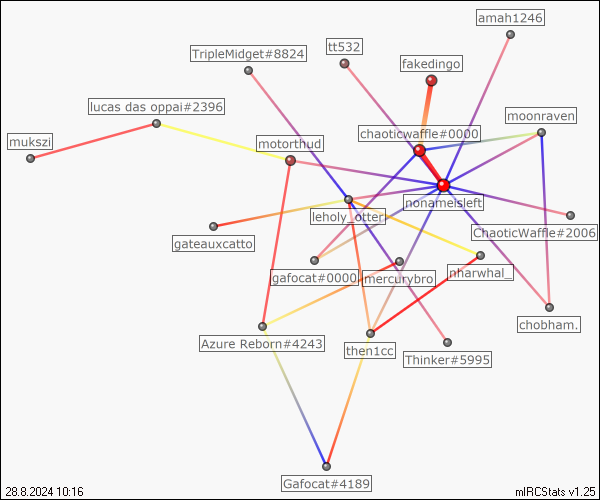 amah1246
tt532
TripleMidget#8824
fakedingo
lucas das oppai#2396
moonraven
chaoticwaffle#0000
mukszi
motorthud
nonameisleft
leholy_otter
ChaoticWaffle#2006
gateauxcatto
gafocat#0000
mercurybro
nharwhal_
chobham.
Azure Reborn#4243
then1cc
Thinker#5995
Gafocat#4189
28.8.2024 10:16
mIRCStats v1.25